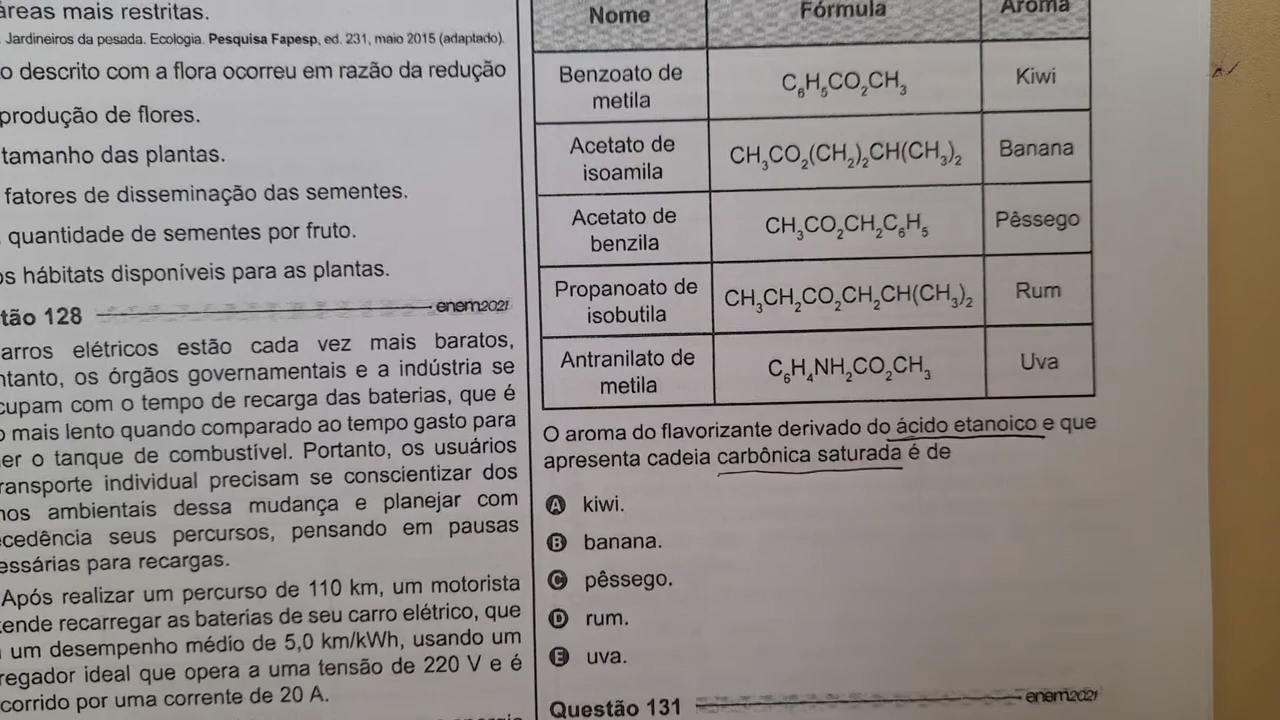 áreas mais restritas.
Jardineiros da pesada. Ecologia. Pesquisa Fapesp, ed. 231, maio 2015 (adaptado).
o descrito com a flora ocorreu em razão da redução
produção de flores.
tamanho das plantas.
fatores de disseminação das sementes.
quantidade de sementes por fruto.
os hábitats disponíveis para as plantas.
tão 128 enem2021
arros elétricos estão cada vez mais baratos,
ntanto, os órgãos governamentais e a indústria se
cupam com o tempo de recarga das baterias, que é
o mais lento quando comparado ao tempo gasto para
er o tanque de combustível. Portanto, os usuários
ransporte individual precisam se conscientizar dos
nos ambientais dessa mudança e planejar com
ecedência seus percursos, pensando em pausas
essárias para recargas.
Após realizar um percurso de 110 km, um motorista
tende recarregar as baterias de seu carro elétrico, que
um desempenho médio de 5,0 km/kWh, usando um
regador ideal que opera a uma tensão de 220 V e é
corrido por uma corrente de 20 A.
Nome Fórmula Aroma
Benzoato de metila C₆H₅CO₂CH₃ Kiwi
Acetato de isoamila CH₃CO₂(CH₂)₂CH(CH₃)₂ Banana
Acetato de benzila CH₃CO₂CH₂C₆H₅ Pêssego
Propanoato de isobutila CH₃CH₂CO₂CH₂CH(CH₃)₂ Rum
Antranilato de metila C₆H₄NH₂CO₂CH₃ Uva
O aroma do flavorizante derivado do ácido etanoico e que
apresenta cadeia carbônica saturada é de
A kiwi.
B banana.
C pêssego.
D rum.
E uva.
Questão 131 enem2021